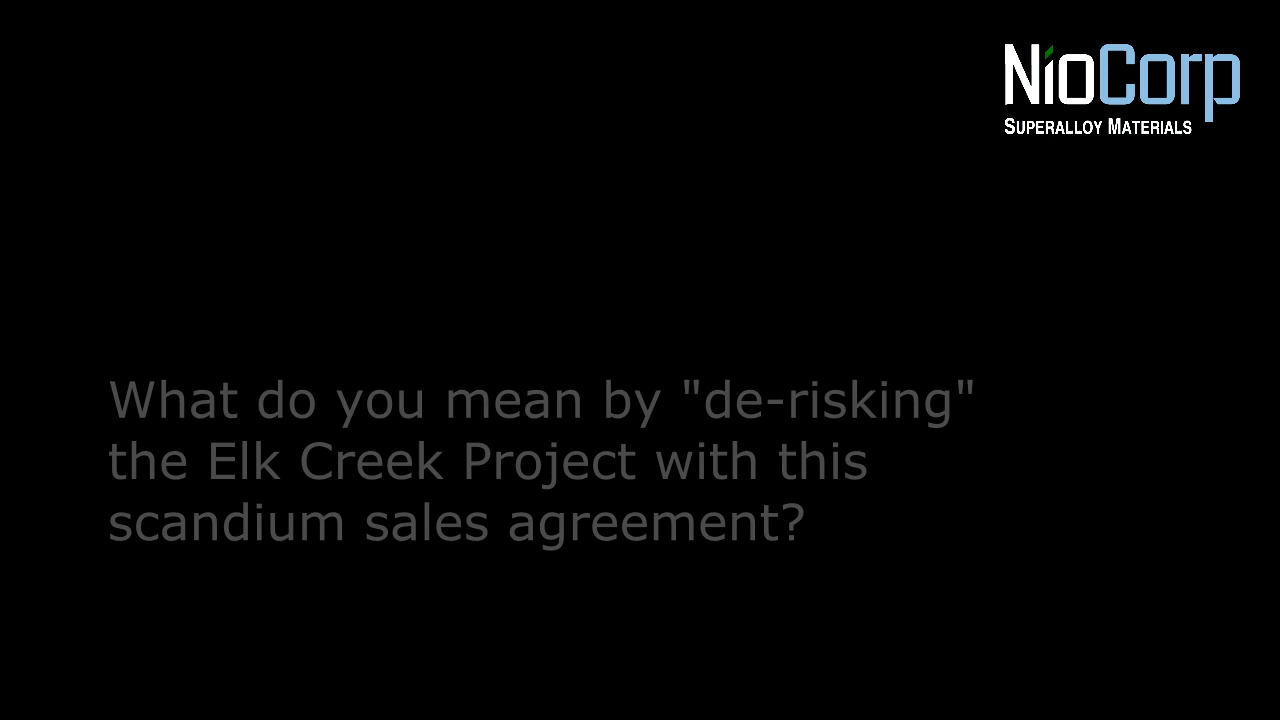 NioCorp
SUPERALLOY MATERIALS
What do you mean by "de-risking"
the Elk Creek Project with this
scandium sales agreement?